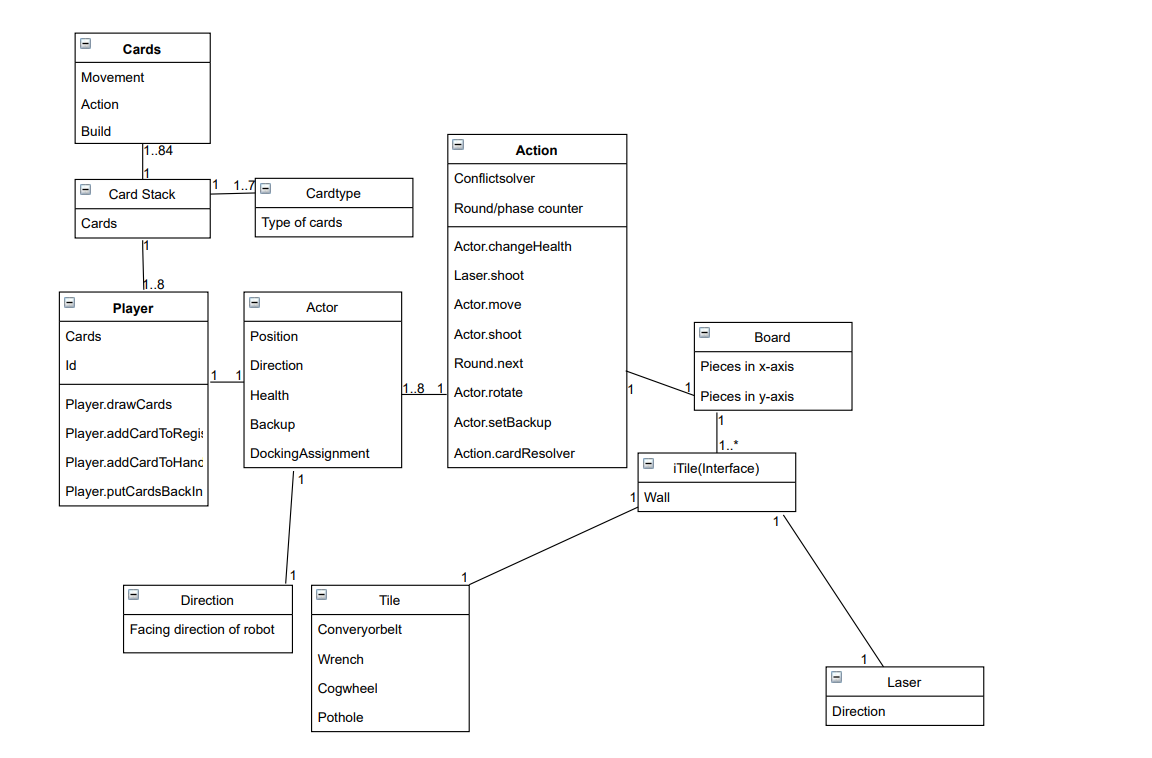 Cards
Movement
Action
Build
1..84
1
Card Stack
Cards
1
1..7
Cardtype
Type of cards
1
1..8
Player
Cards
Id
Player.drawCards
Player.addCardToRegis
Player.addCardToHand
Player.putCardsBackIn
1
1
Actor
Position
Direction
Health
Backup
DockingAssignment
1..8
1
Action
Conflictsolver
Round/phase counter
Actor.changeHealth
Laser.shoot
Actor.move
Actor.shoot
Round.next
Actor.rotate
Actor.setBackup
Action.cardResolver
1
1
Board
Pieces in x-axis
Pieces in y-axis
1
1..*
iTile(Interface)
Wall
1
1
1
1
Direction
Facing direction of robot
1
Tile
Converyorbelt
Wrench
Cogwheel
Pothole
1
Laser
Direction